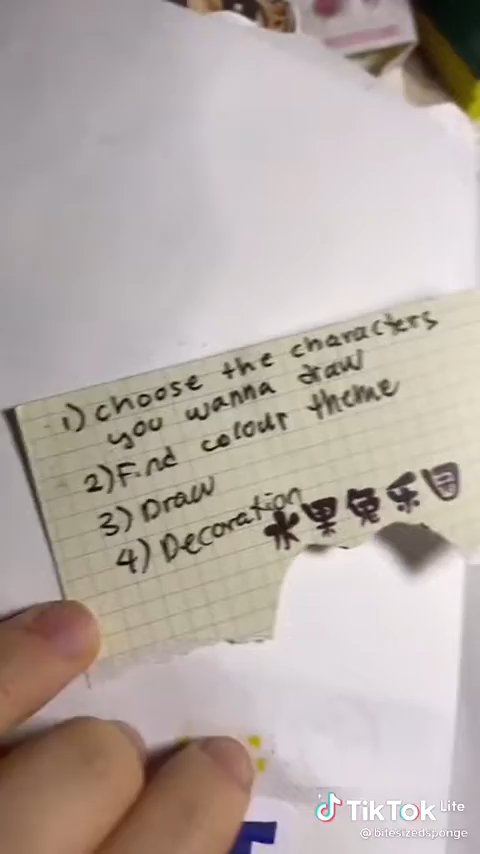 1) choose the characters
you wanna draw
2) Find colour theme
3) Draw
4) Decoration
水果兔乐园
TikTok Lite
@bitesizedsponge